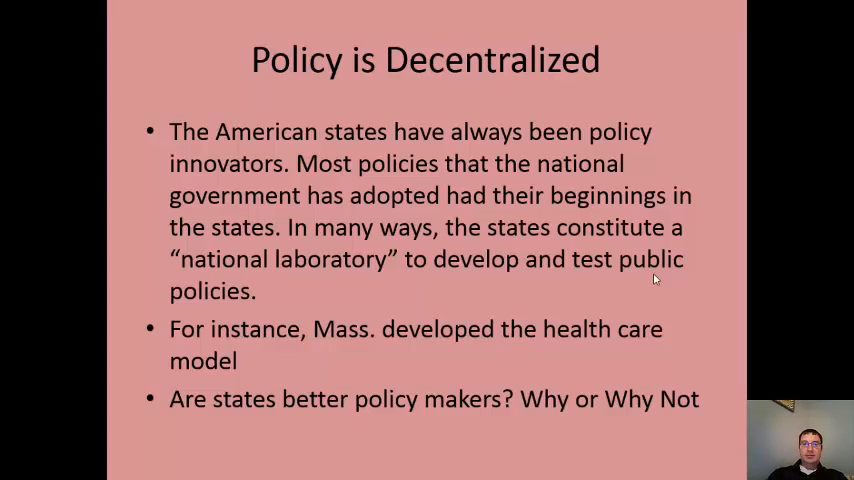 Policy is Decentralized
• The American states have always been policy
innovators. Most policies that the national
government has adopted had their beginnings in
the states. In many ways, the states constitute a
“national laboratory” to develop and test public
policies.
• For instance, Mass. developed the health care
model
• Are states better policy makers? Why or Why Not